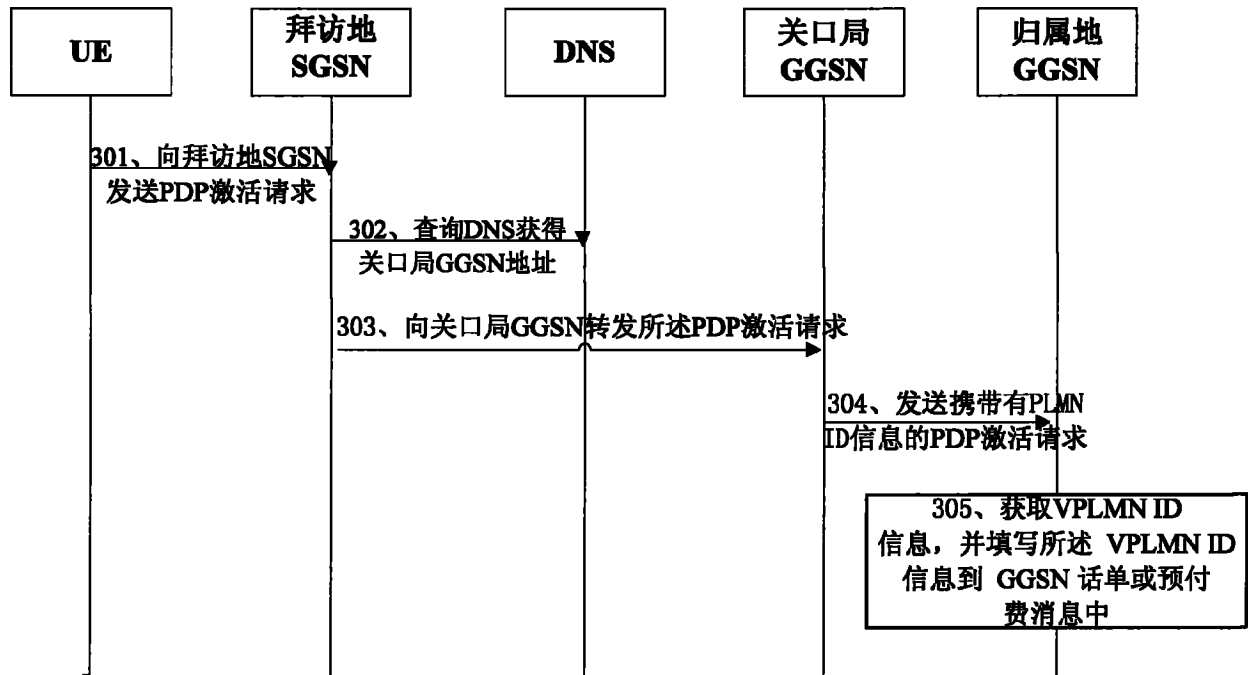 UE
拜访地
SGSN
DNS
关口局
GGSN
归属地
GGSN
301、向拜访地SGSN
发送PDP激活请求
302、查询DNS获得
关口局GGSN地址
303、向关口局GGSN转发所述PDP激活请求
304、发送携带有PLMN
ID信息的PDP激活请求
305、获取VPLMN ID
信息，并填写所述 VPLMN ID
信息到 GGSN 话单或预付
费消息中